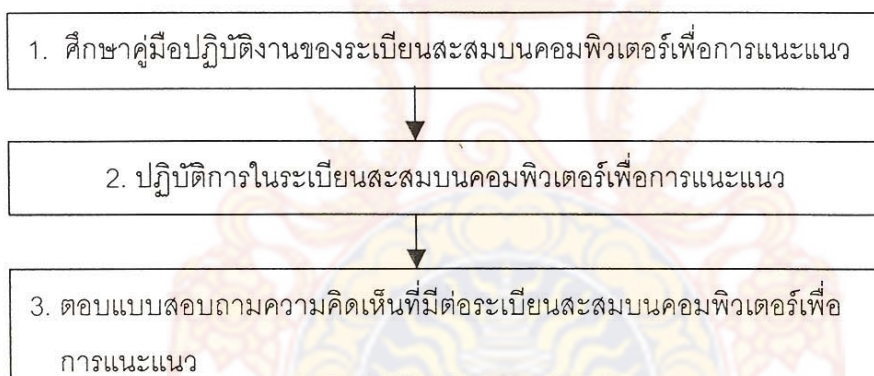 1. ศึกษาคู่มือปฏิบัติงานของระเบียนสะสมบนคอมพิวเตอร์เพื่อการแนะแนว
2. ปฏิบัติการในระเบียนสะสมบนคอมพิวเตอร์เพื่อการแนะแนว
3. ตอบแบบสอบถามความคิดเห็นที่มีต่อระเบียนสะสมบนคอมพิวเตอร์เพื่อ
การแนะแนว